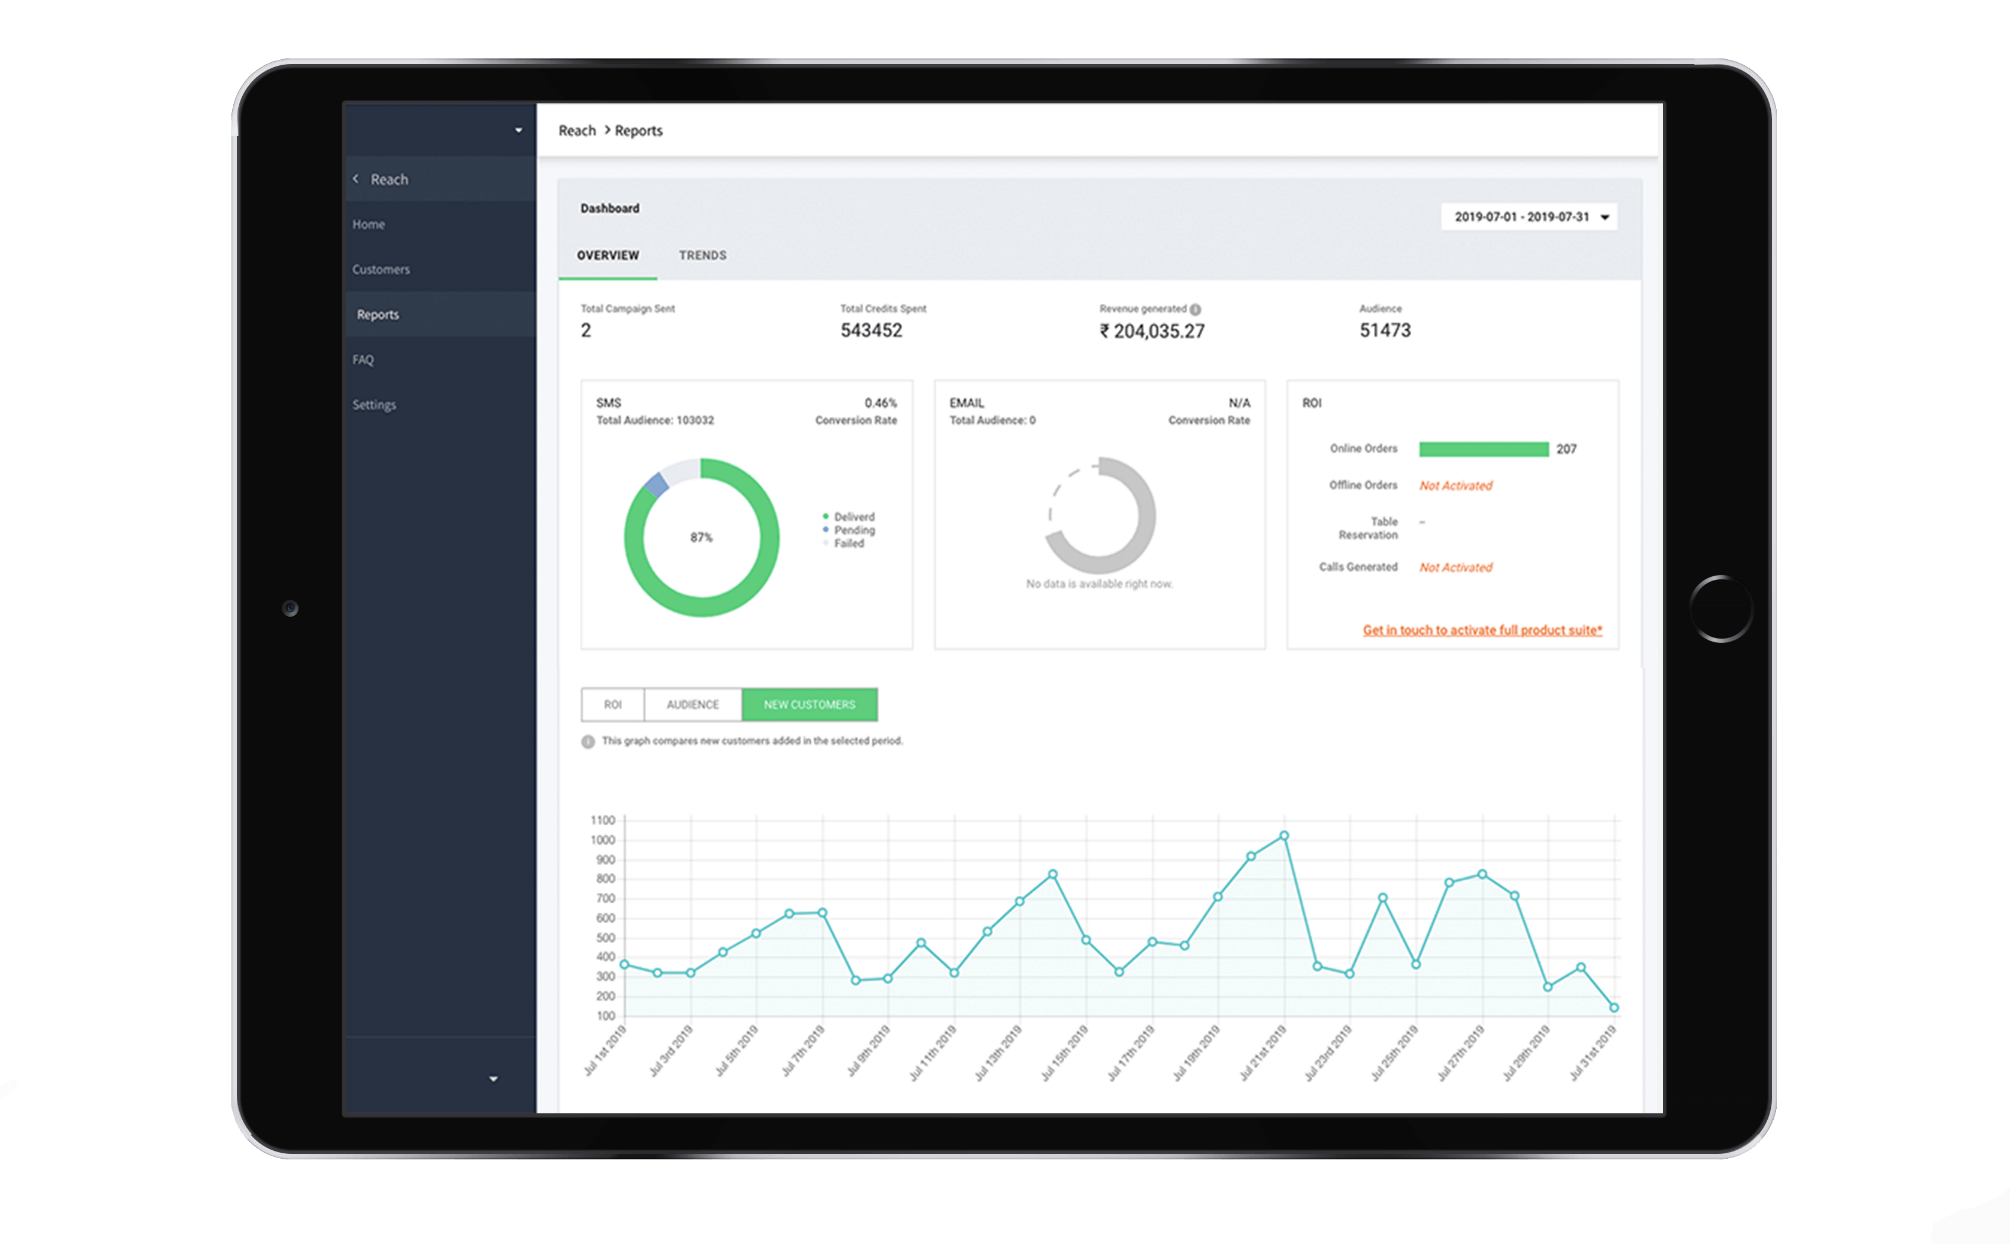 Reach > Reports
< Reach
Home
Customers
Reports
FAQ
Settings
Dashboard
2019-07-01 - 2019-07-31
OVERVIEW TRENDS
Total Campaign Sent
2
Total Credits Spent
543452
Revenue generated
₹ 204,035.27
Audience
51473
SMS 0.46%
Total Audience: 103032 Conversion Rate
87%
Deliverd
Pending
Failed
EMAIL N/A
Total Audience: 0 Conversion Rate
No data is available right now.
ROI
Online Orders 207
Offline Orders Not Activated
Table
Reservation –
Calls Generated Not Activated
Get in touch to activate full product suite*
ROI AUDIENCE NEW CUSTOMERS
This graph compares new customers added in the selected period.
1100
1000
900
800
700
600
500
400
300
200
100
Jul 1st 2019
Jul 3rd 2019
Jul 5th 2019
Jul 7th 2019
Jul 9th 2019
Jul 11th 2019
Jul 13th 2019
Jul 15th 2019
Jul 17th 2019
Jul 19th 2019
Jul 21st 2019
Jul 23rd 2019
Jul 25th 2019
Jul 27th 2019
Jul 29th 2019
Jul 31st 2019